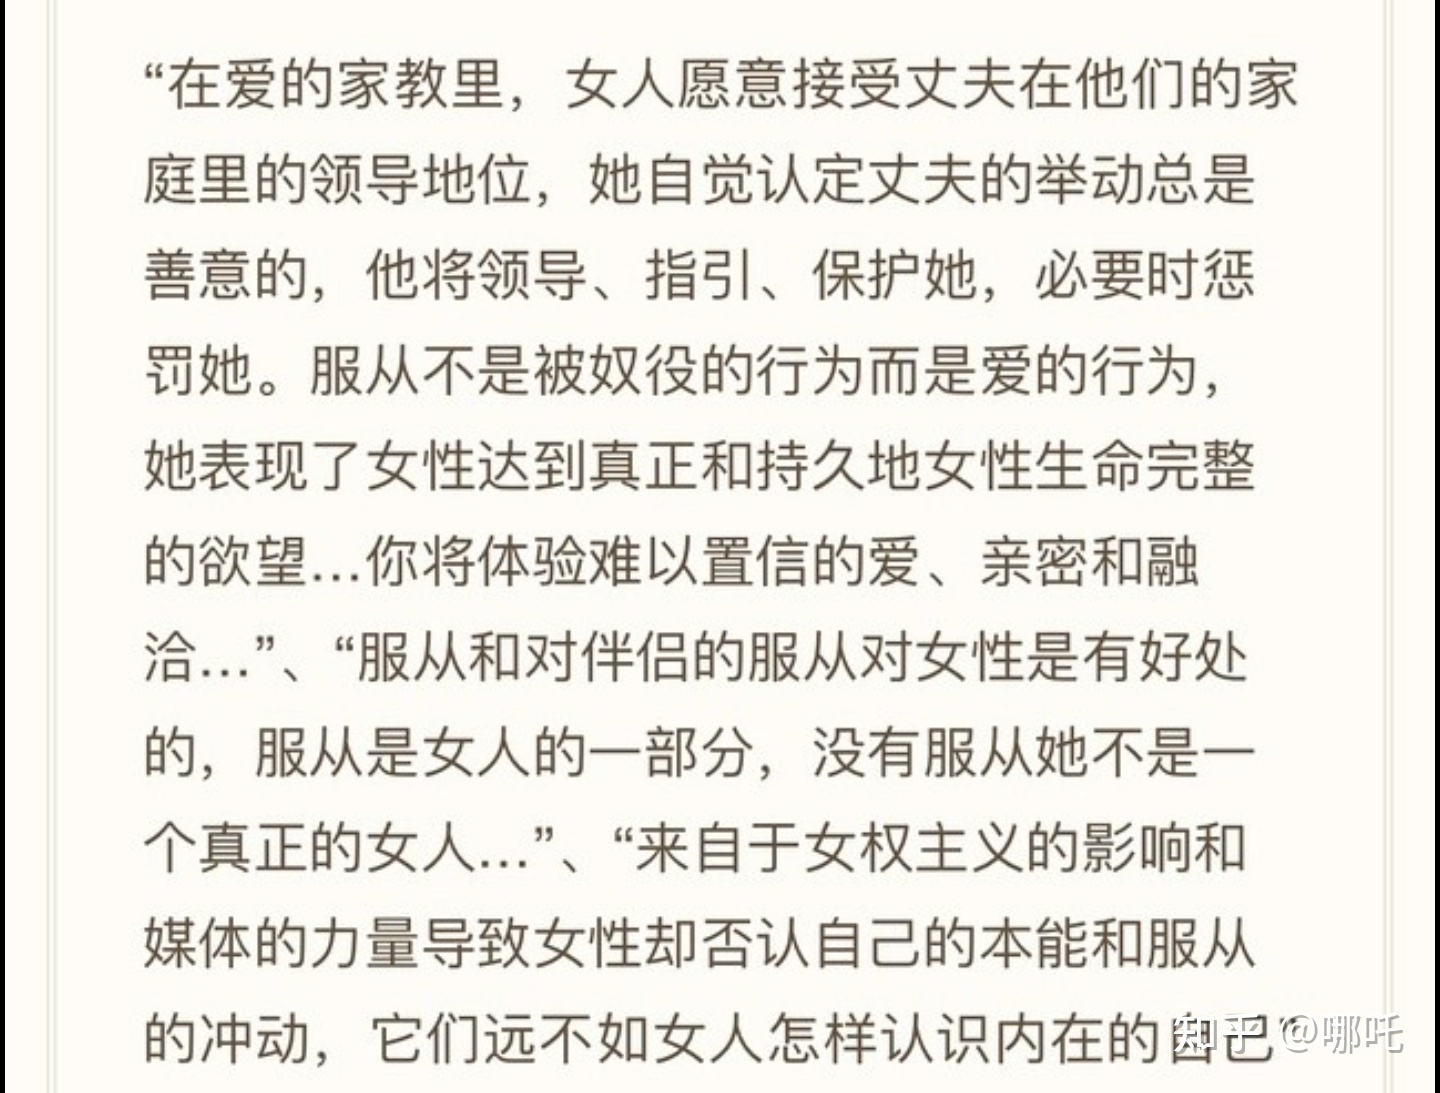 “在爱的家教里，女人愿意接受丈夫在他们的家
庭里的领导地位，她自觉认定丈夫的举动总是
善意的，他将领导、指引、保护她，必要时惩
罚她。服从不是被奴役的行为而是爱的行为，
她表现了女性达到真正和持久地女性生命完整
的欲望…你将体验难以置信的爱、亲密和融
洽…”、“服从和对伴侣的服从对女性是有好处
的，服从是女人的一部分，没有服从她不是一
个真正的女人…”、“来自于女权主义的影响和
媒体的力量导致女性却否认自己的本能和服从
的冲动，它们远不如女人怎样认识内在的自己”
知乎 @哪吒